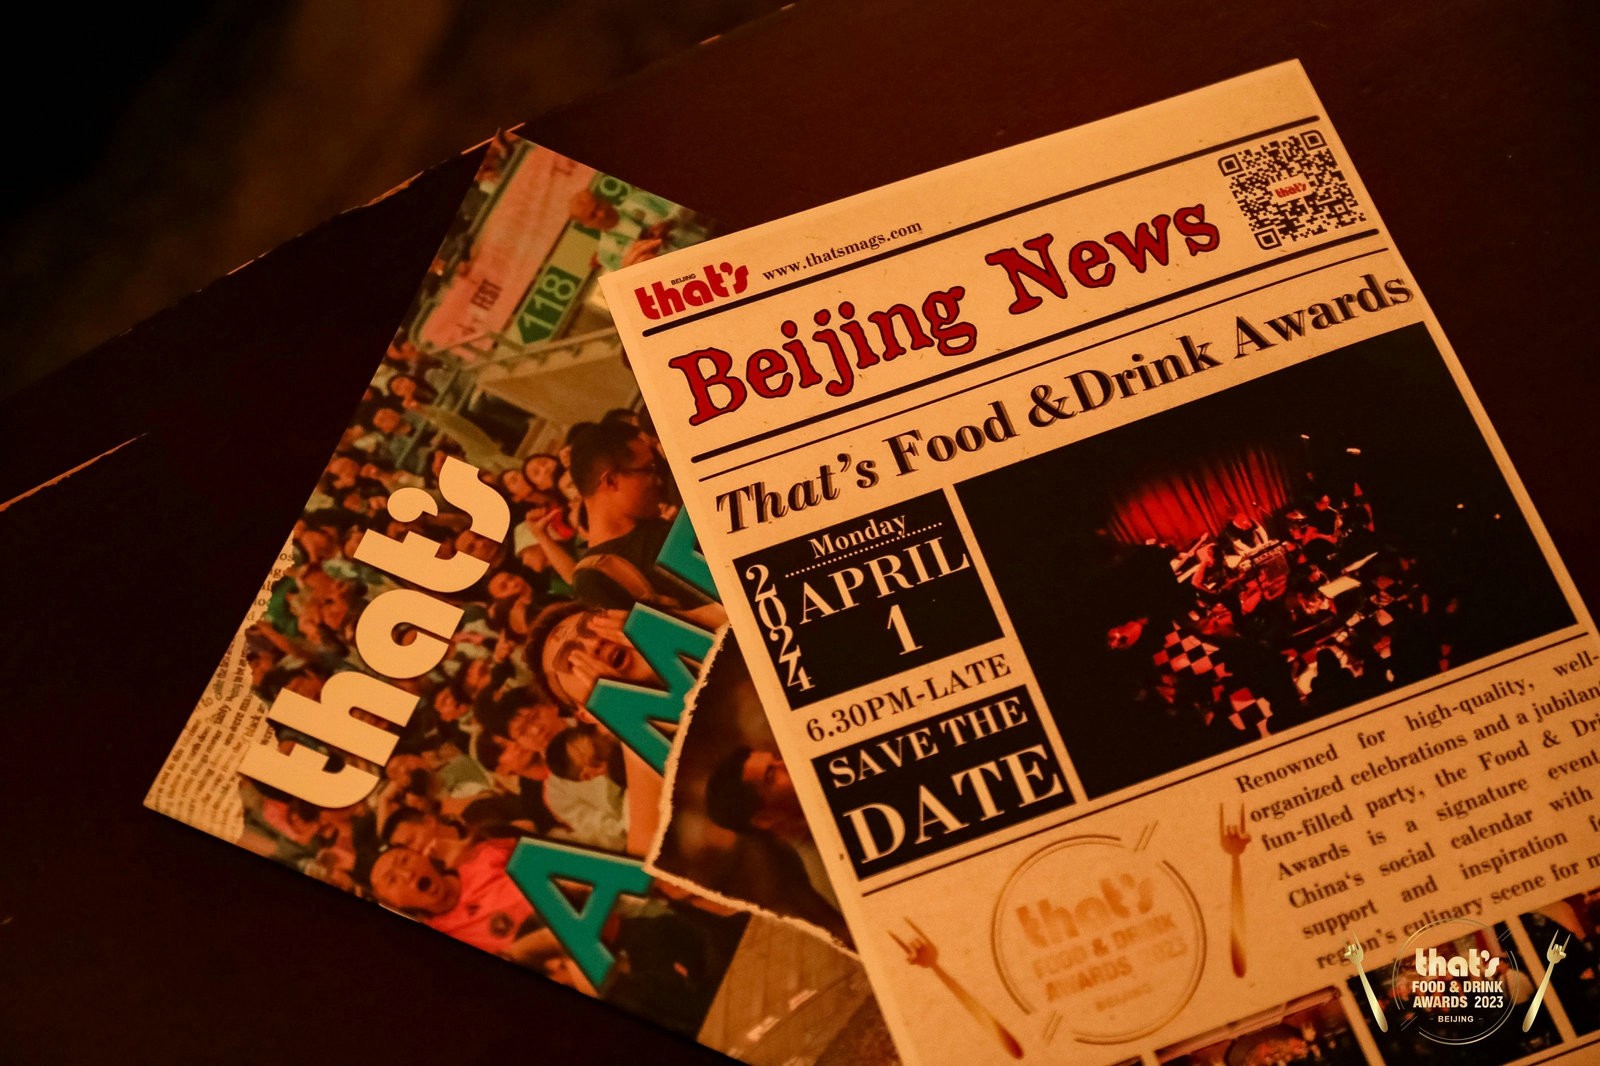 BEIJING
that's
www.thatsmags.com
that's
Beijing News
That's Food &Drink Awards
Monday
APRIL
1
2024
6.30PM-LATE
SAVE THE
DATE
Renowned for high-quality, well-
organized celebrations and a jubilant
fun-filled party, the Food &
Awards is a signature event
China's social calendar with
support and inspiration
region's culinary scene for
that's
FOOD & DRINK
AWARDS 2023
BEIJING
that's
118
FEST
that's
FOOD & DRINK
AWARDS 2023
BEIJING